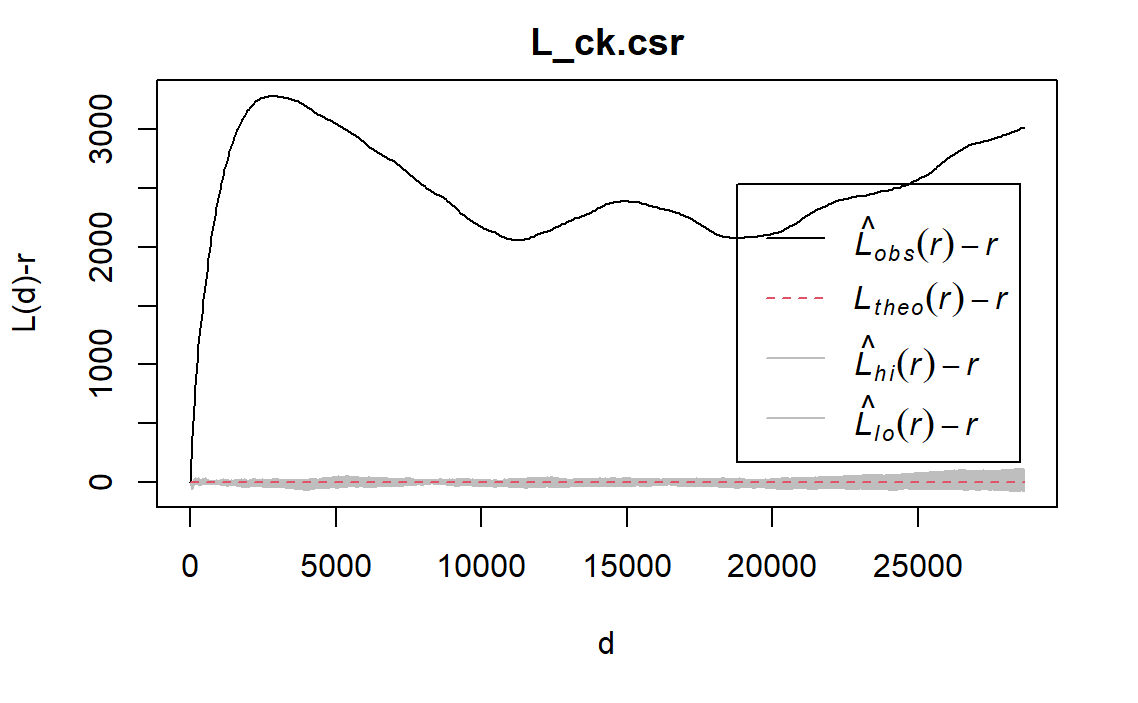 L_ck.csr
L(d)-r
3000
2000
1000
0
L̂obs(r) – r
Ltheo(r) – r
L̂hi(r) – r
L̂lo(r) – r
0 5000 10000 15000 20000 25000
d